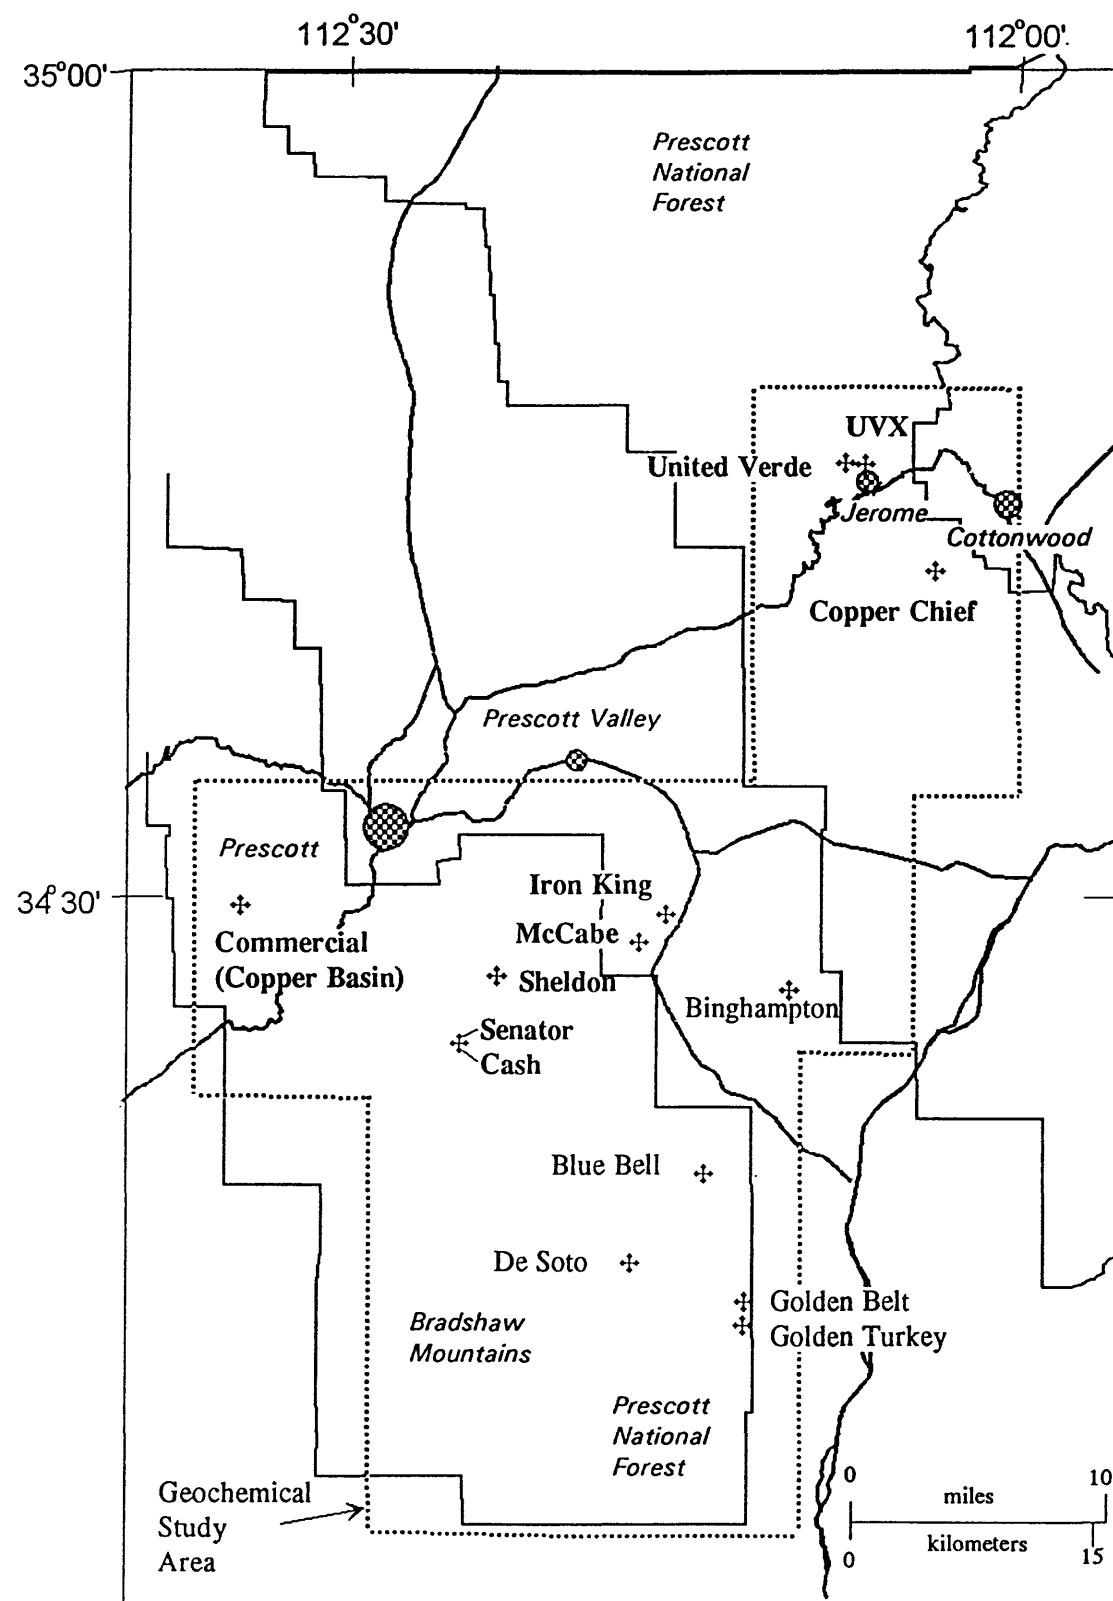 112°30'
112°00'.
35°00'
Prescott
National
Forest
UVX
United Verde
Jerome
Cottonwood
Copper Chief
Prescott Valley
Prescott
34°30'
Iron King
McCabe
Commercial
(Copper Basin)
Sheldon
Binghampton
Senator
Cash
Blue Bell
De Soto
Golden Belt
Golden Turkey
Bradshaw
Mountains
Prescott
National
Forest
Geochemical
Study
Area
0
10
miles
kilometers
0
15